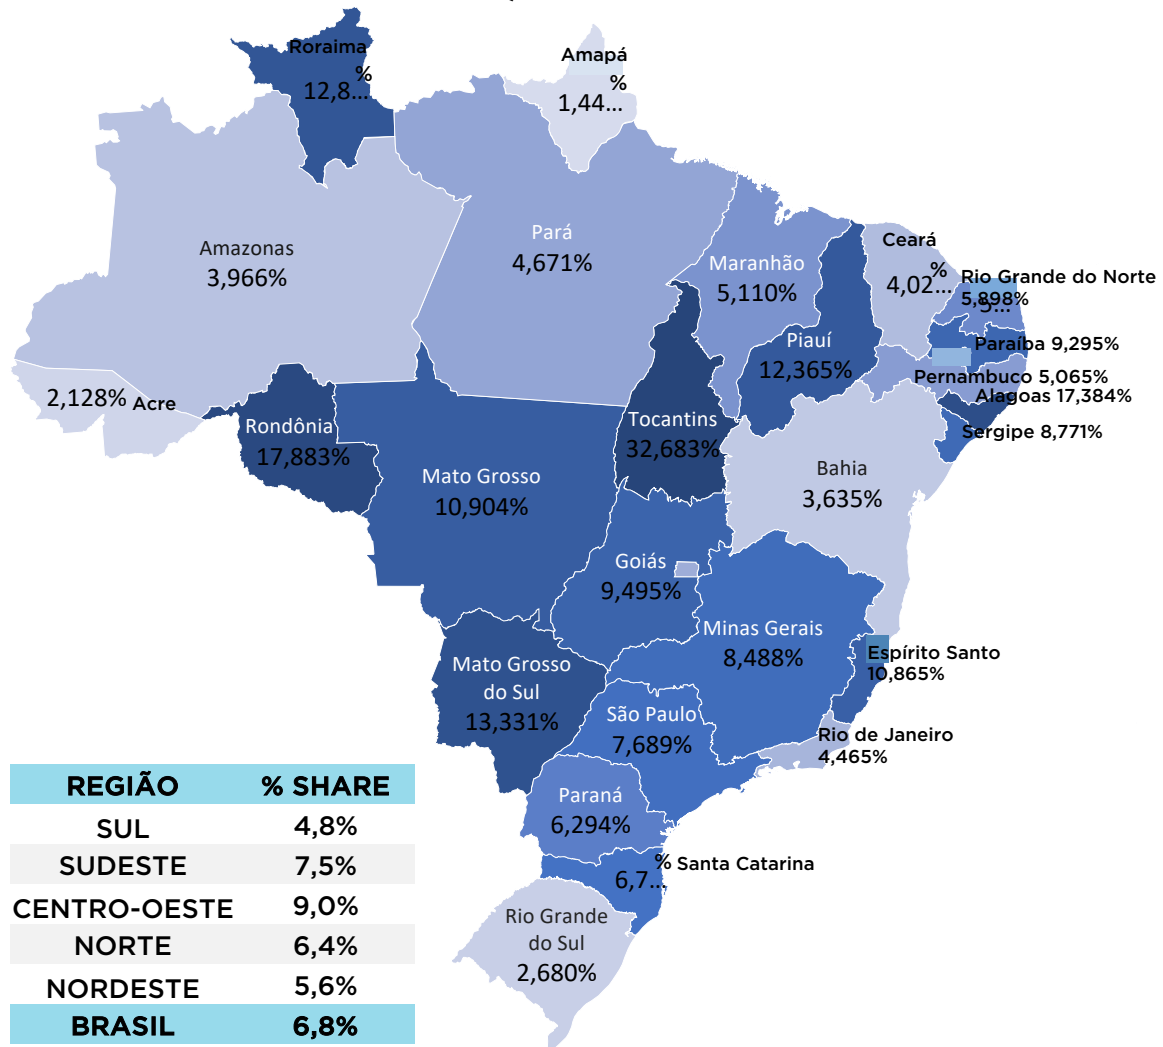 Roraima
%
12,8...
Amapá
%
1,44...
Amazonas
3,966%
Pará
4,671%
Maranhão
5,110%
Ceará
%
4,02...
Rio Grande do Norte
5,898%
5...
Piauí
12,365%
Paraíba 9,295%
Pernambuco 5,065%
Alagoas 17,384%
Sergipe 8,771%
2,128% Acre
Rondônia
17,883%
Tocantins
32,683%
Mato Grosso
10,904%
Bahia
3,635%
Goiás
9,495%
Minas Gerais
8,488%
Espírito Santo
10,865%
Mato Grosso
do Sul
13,331%
São Paulo
7,689%
Rio de Janeiro
4,465%
Paraná
6,294%
% Santa Catarina
6,7...
Rio Grande
do Sul
2,680%
REGIÃO % SHARE
SUL 4,8%
SUDESTE 7,5%
CENTRO-OESTE 9,0%
NORTE 6,4%
NORDESTE 5,6%
BRASIL 6,8%